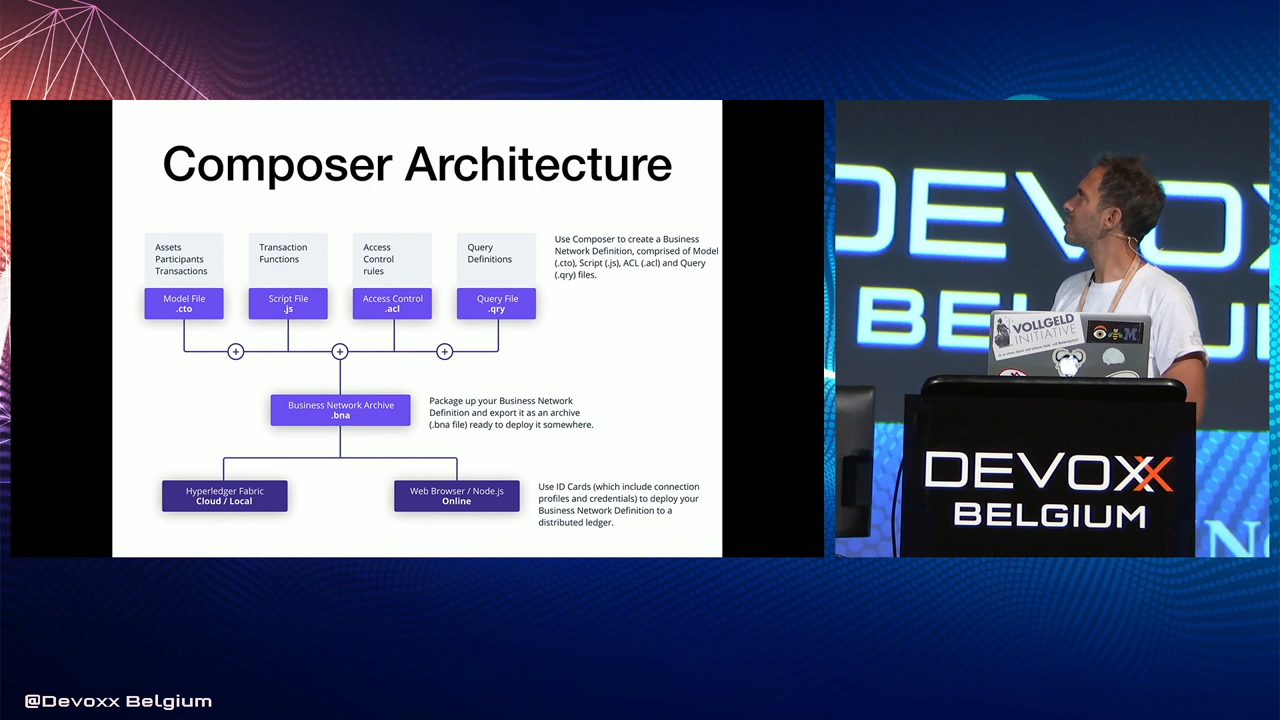 Composer Architecture
Assets
Participants
Transactions
Model File
.cto
Transaction
Functions
Script File
.js
Access
Control
rules
Access Control
.acl
Query
Definitions
Query File
.qry
Use Composer to create a Business
Network Definition, comprised of Model
(.cto), Script (.js), ACL (.acl) and Query
(.qry) files.
+
+
+
Business Network Archive
.bna
Package up your Business Network
Definition and export it as an archive
(.bna file) ready to deploy it somewhere.
Hyperledger Fabric
Cloud / Local
Web Browser / Node.js
Online
Use ID Cards (which include connection
profiles and credentials) to deploy your
Business Network Definition to a
distributed ledger.
DEVOX
BELGIU
VOLLGELD
INITIATIVE
M
DEVOXX
BELGIUM
@Devoxx Belgium